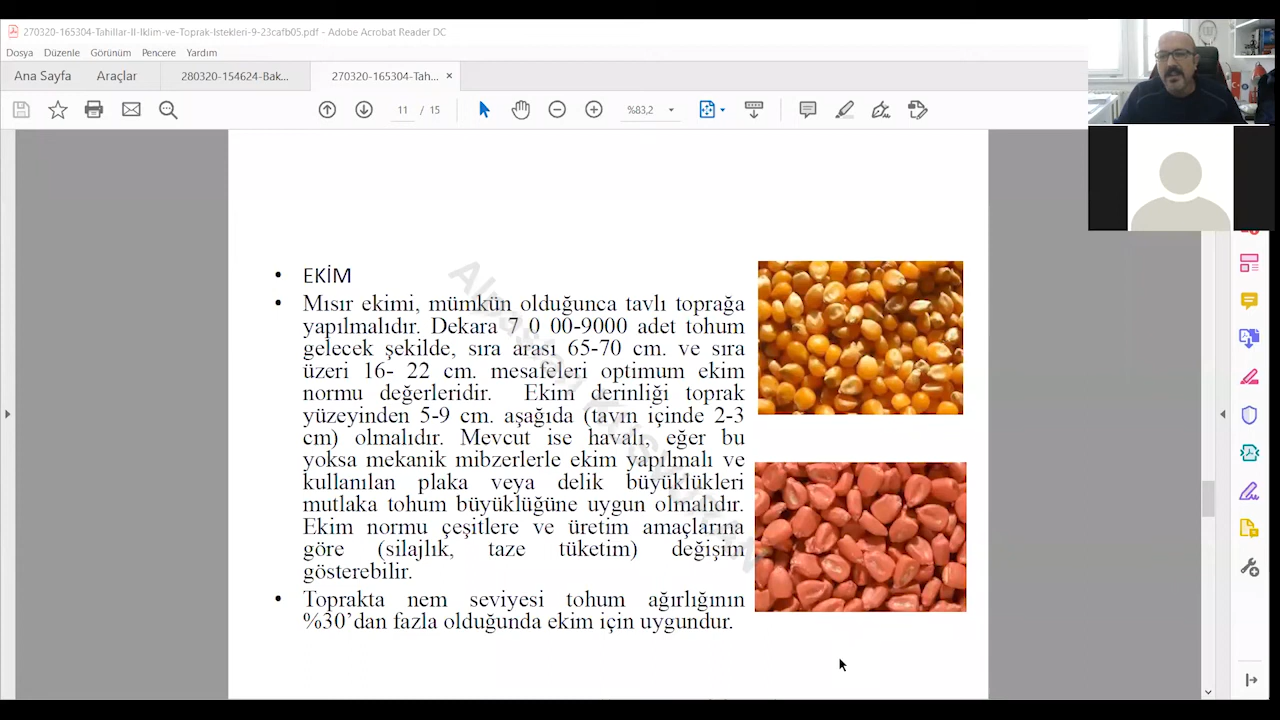 270320-165304-Tahillar-II-Iklim-ve-Toprak-Istekleri-9-23cafb05.pdf - Adobe Acrobat Reader DC
Dosya Düzenle Görünüm Pencere Yardım
Ana Sayfa Araçlar 280320-154624-Bak... 270320-165304-Tah... ×
11 / 15 %83,2
• EKİM
• Mısır ekimi, mümkün olduğunca tavlı toprağa
yapılmalıdır. Dekara 7 0 00-9000 adet tohum
gelecek şekilde, sıra arası 65-70 cm. ve sıra
üzeri 16- 22 cm. mesafeleri optimum ekim
normu değerleridir. Ekim derinliği toprak
yüzeyinden 5-9 cm. aşağıda (tavın içinde 2-3
cm) olmalıdır. Mevcut ise havalı, eğer bu
yoksa mekanik mibzerlerle ekim yapılmalı ve
kullanılan plaka veya delik büyüklükleri
mutlaka tohum büyüklüğüne uygun olmalıdır.
Ekim normu çeşitlere ve üretim amaçlarına
göre (silajlık, taze tüketim) değişim
gösterebilir.
• Toprakta nem seviyesi tohum ağırlığının
%30’dan fazla olduğunda ekim için uygundur.